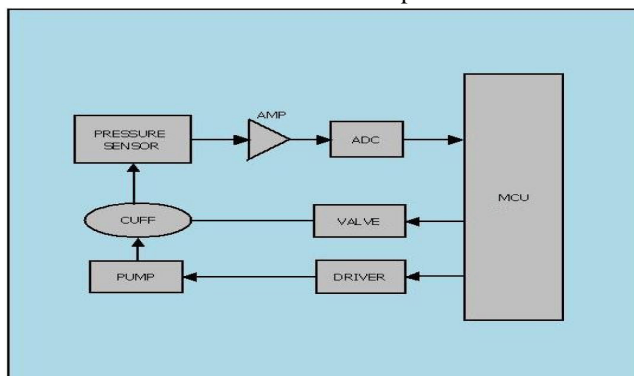 AMP
PRESSURE
SENSOR
ADC
MCU
CUFF
VALVE
PUMP
DRIVER